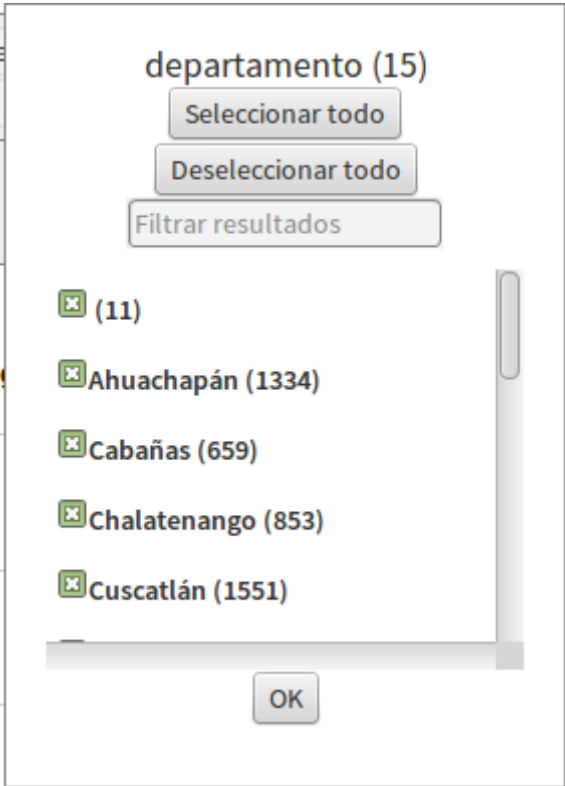 departamento (15)
Seleccionar todo
Deseleccionar todo
Filtrar resultados
(11)
Ahuachapán (1334)
Cabañas (659)
Chalatenango (853)
Cuscatlán (1551)
OK